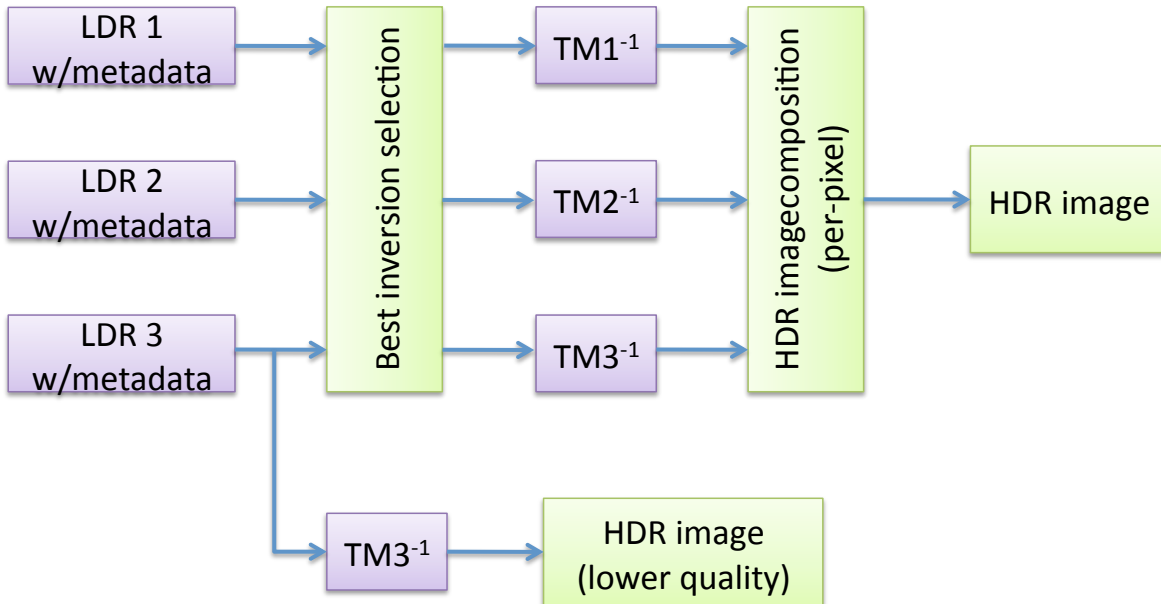 LDR 1
w/metadata
LDR 2
w/metadata
LDR 3
w/metadata
Best inversion selection
TM1⁻¹
TM2⁻¹
TM3⁻¹
HDR imagecomposition
(per-pixel)
HDR image
TM3⁻¹
HDR image
(lower quality)